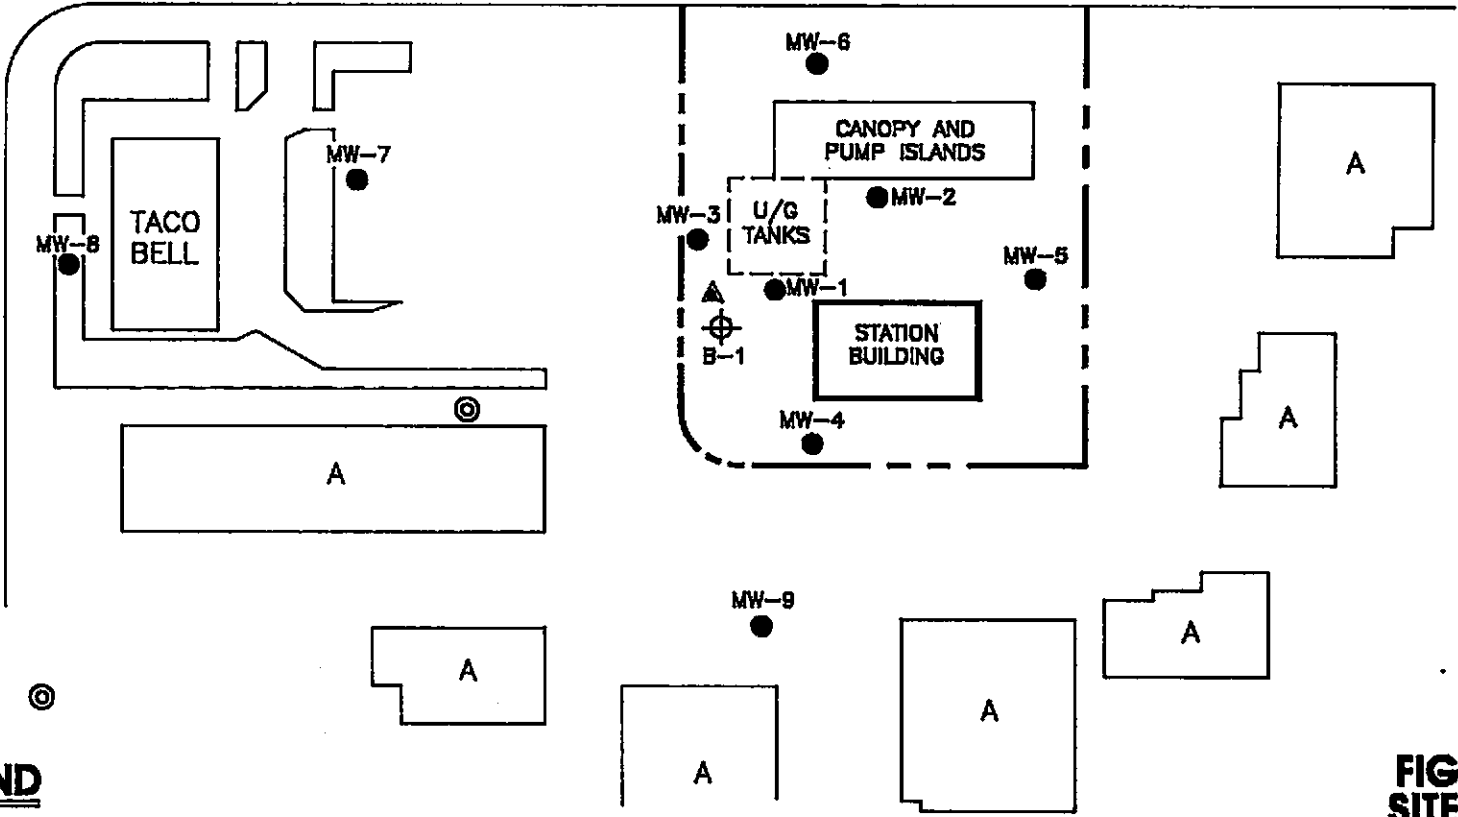 MW-6
CANOPY AND
PUMP ISLANDS
A
MW-7
MW-2
U/G
TANKS
MW-3
TACO
BELL
MW-8
MW-5
MW-1
STATION
BUILDING
B-1
A
MW-4
A
MW-9
A
A
A
A
ND
FIG
SITE